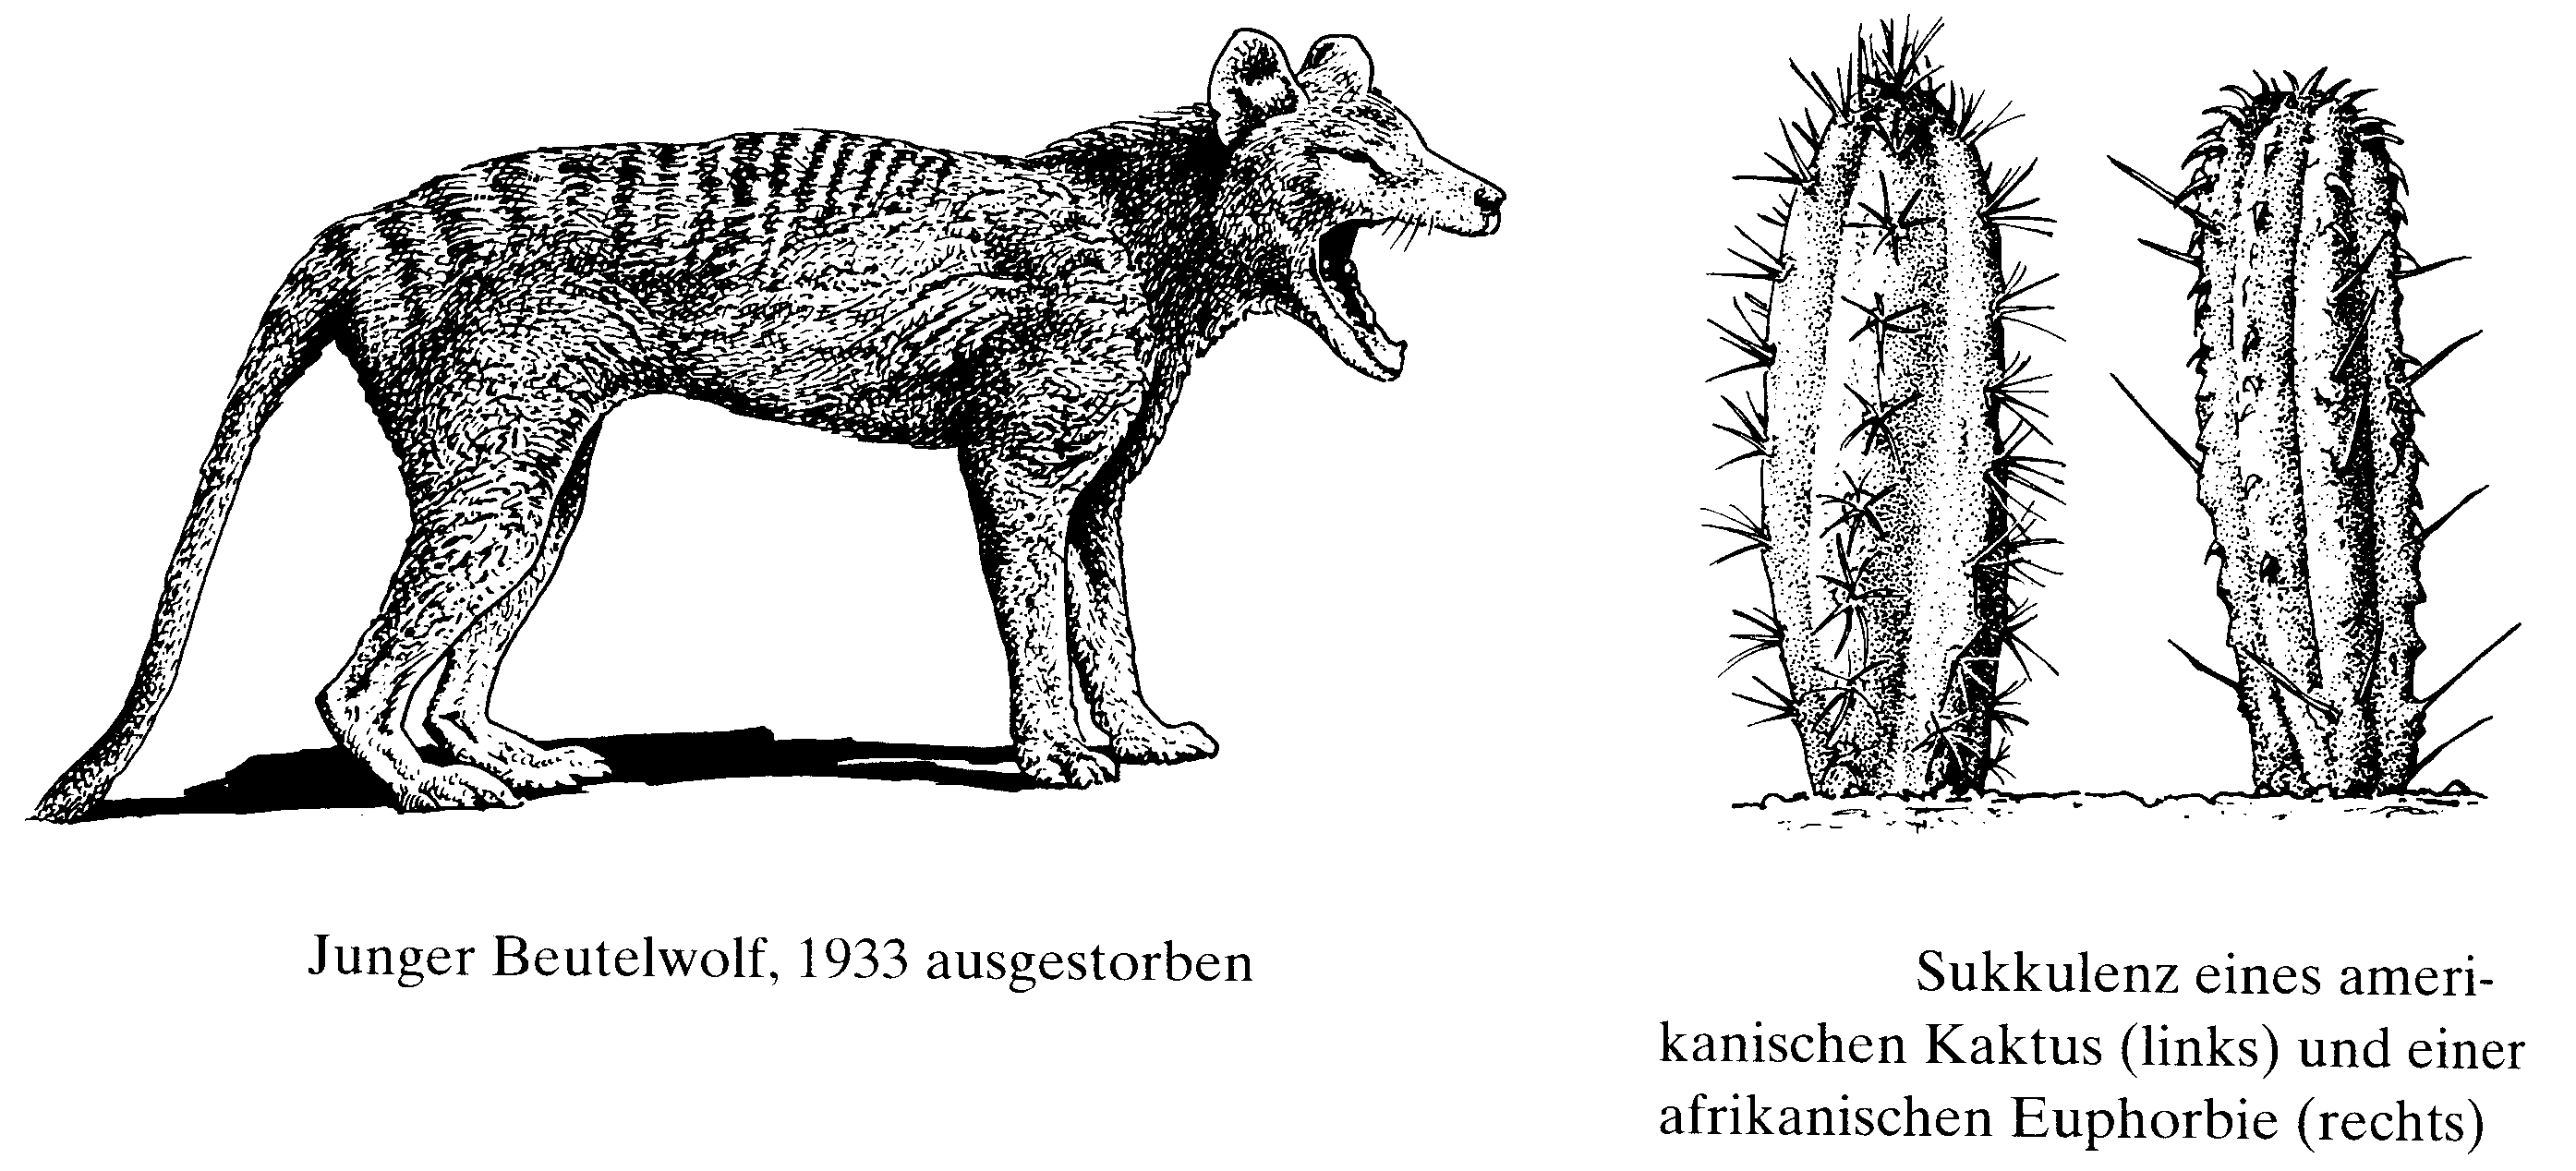 Junger Beutelwolf, 1933 ausgestorben
Sukkulenz eines ameri-
kanischen Kaktus (links) und einer
afrikanischen Euphorbie (rechts)